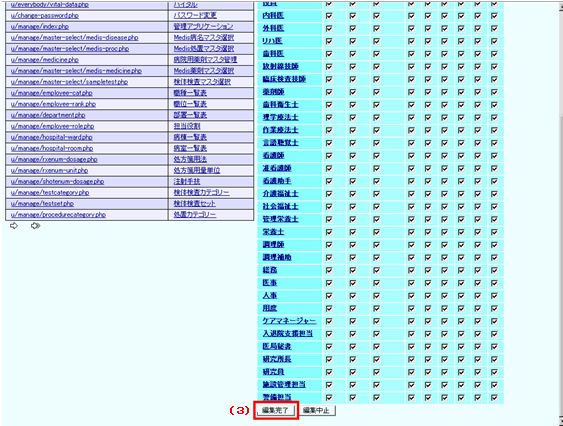 u/everybody/vital-data.php バイタル
u/change-password.php パスワード変更
u/manage/index.php 管理アプリケーション
u/manage/master-select/medis-disease.php Medis病名マスタ選択
u/manage/master-select/medis-proc.php Medis処置マスタ選択
u/manage/medicine.php 病院用薬剤マスタ管理
u/manage/master-select/medis-medicine.php Medis薬剤マスタ選択
u/manage/master-select/sampletest.php 検体検査マスタ選択
u/manage/employee-cat.php 職種一覧表
u/manage/employee-rank.php 職位一覧表
u/manage/department.php 部署一覧表
u/manage/employee-role.php 担当役割
u/manage/hospital-ward.php 病棟一覧表
u/manage/hospital-room.php 病室一覧表
u/manage/rxenum-dosage.php 処方箋用法
u/manage/rxenum-unit.php 処方箋用量単位
u/manage/shotenum-dosage.php 注射手技
u/manage/testcategory.php 検体検査カテゴリー
u/manage/testset.php 検体検査セット
u/manage/procedurecategory.php 処置カテゴリー
内科医
外科医
リハ医
歯科医
放射線技師
臨床検査技師
薬剤師
歯科衛生士
理学療法士
作業療法士
言語聴覚士
看護師
准看護師
看護助手
介護福祉士
社会福祉士
管理栄養士
栄養士
調理師
調理補助
総務
医事
人事
用度
ケアマネージャー
入退院支援担当
医局秘書
研究所長
研究員
施設管理担当
警備担当
(3) 編集完了 編集中止